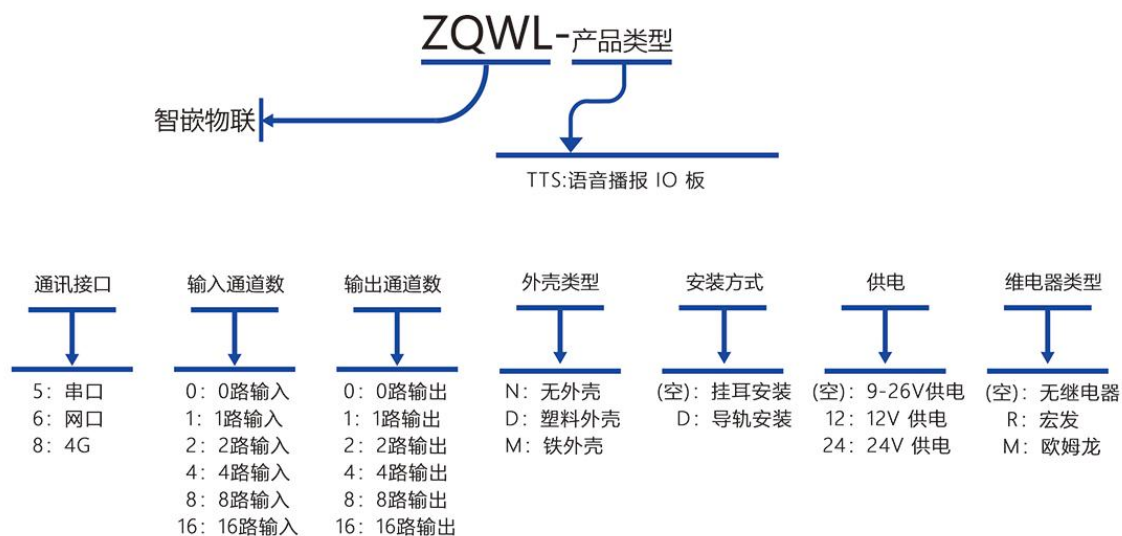 ZQWL-产品类型
智嵌物联
TTS:语音播报 IO 板
通讯接口 输入通道数 输出通道数 外壳类型 安装方式 供电 维电器类型
5：串口 0：0路输入 0：0路输出 N：无外壳 (空)：挂耳安装 (空)：9-26V供电 (空)：无继电器
6：网口 1：1路输入 1：1路输出 D：塑料外壳 D：导轨安装 12：12V 供电 R：宏发
8：4G 2：2路输入 2：2路输出 M：铁外壳 24：24V 供电 M：欧姆龙
4：4路输入 4：4路输出
8：8路输入 8：8路输出
16：16路输入 16：16路输出